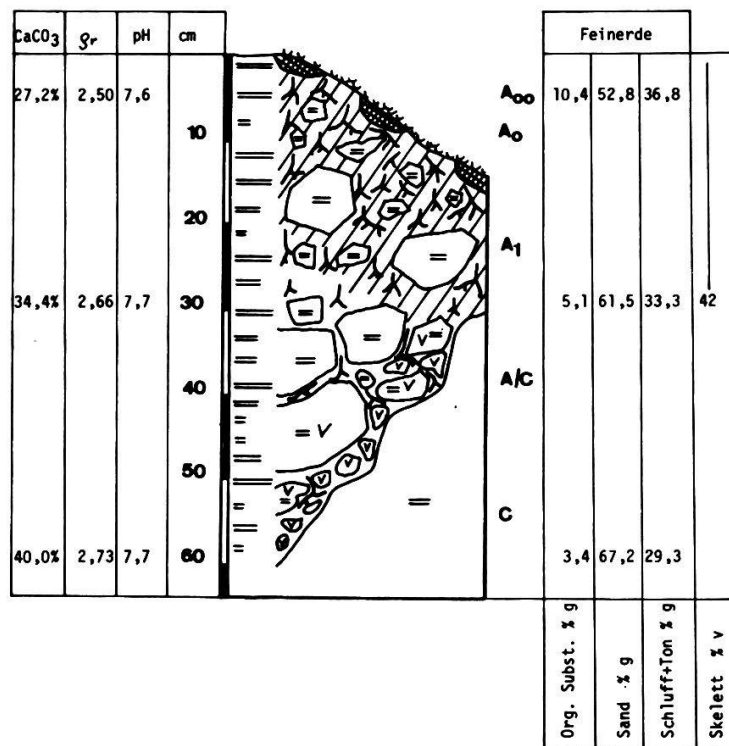 CaCO₃ ϱr pH cm Feinerde
27,2% 2,50 7,6 A₀₀ 10,4 52,8 36,8
10 A₀
20
A₁
34,4% 2,66 7,7 30 5,1 61,5 33,3 42
A/C
40
50
C
40,0% 2,73 7,7 60 3,4 67,2 29,3
Org. Subst. % g
Sand % g
Schluff+Ton % g
Skelett % v